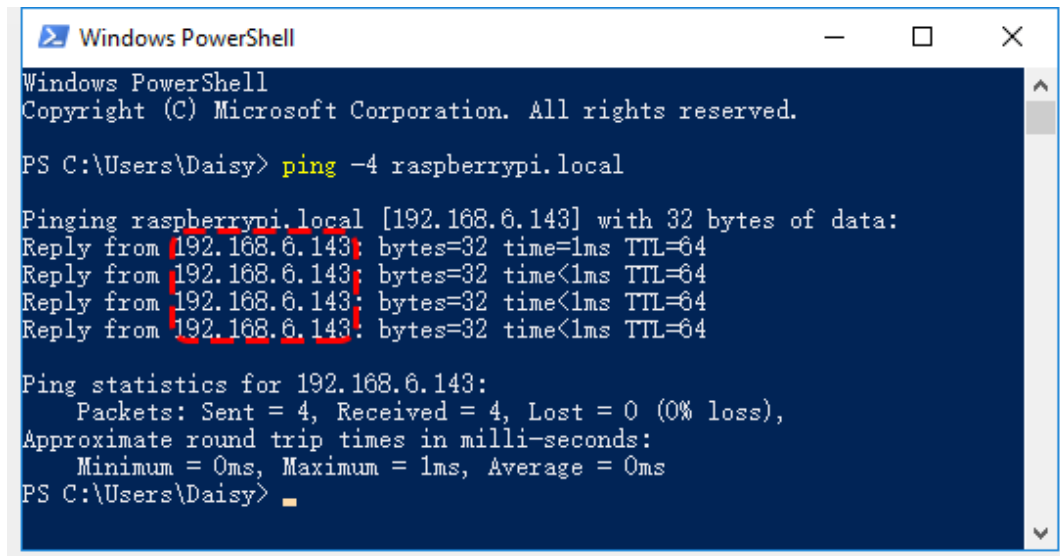 Windows PowerShell
Windows PowerShell
Copyright (C) Microsoft Corporation. All rights reserved.
PS C:\Users\Daisy> ping -4 raspberrypi.local
Pinging raspberrypi.local [192.168.6.143] with 32 bytes of data:
Reply from 192.168.6.143: bytes=32 time=1ms TTL=64
Reply from 192.168.6.143: bytes=32 time<1ms TTL=64
Reply from 192.168.6.143: bytes=32 time<1ms TTL=64
Reply from 192.168.6.143: bytes=32 time<1ms TTL=64
Ping statistics for 192.168.6.143:
    Packets: Sent = 4, Received = 4, Lost = 0 (0% loss),
Approximate round trip times in milli-seconds:
    Minimum = 0ms, Maximum = 1ms, Average = 0ms
PS C:\Users\Daisy>